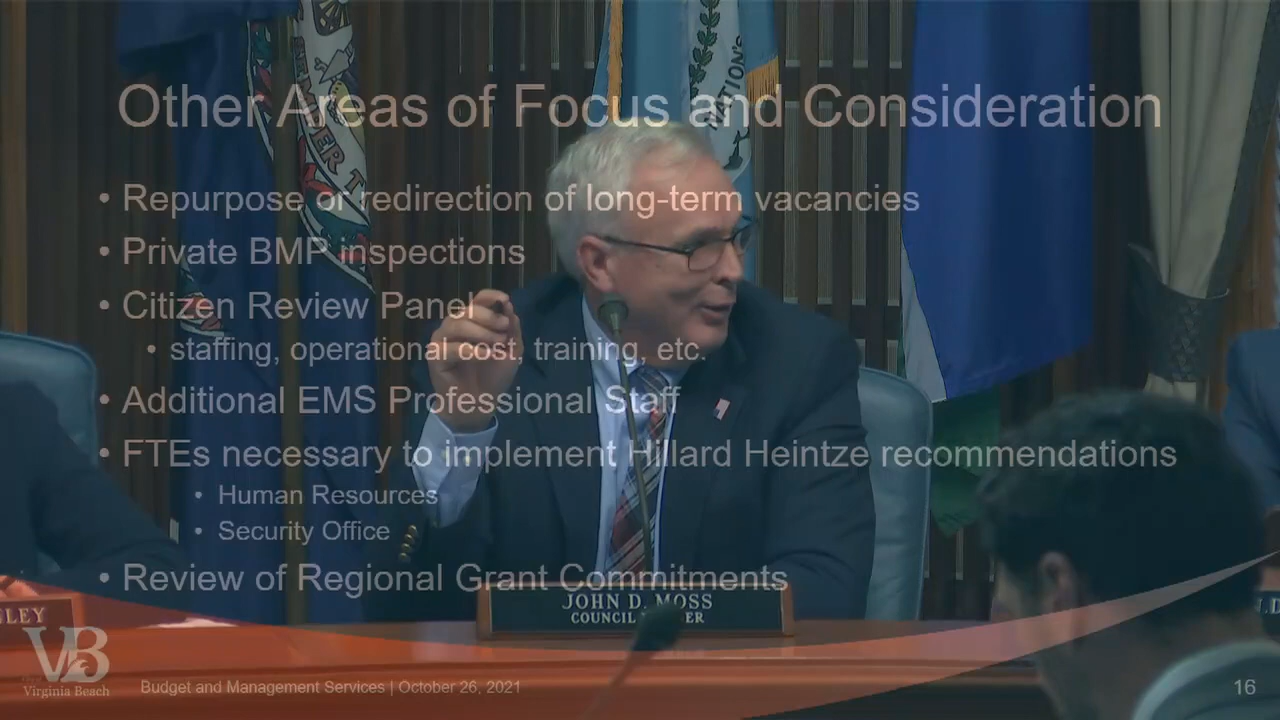 Other Areas of Focus and Consideration
NATION'S
• Repurpose or redirection of long-term vacancies
• Private BMP inspections
• Citizen Review Panel
• staffing, operational cost, training, etc.
• Additional EMS Professional Staff
• FTEs necessary to implement Hillard Heintze recommendations
• Human Resources
• Security Office
• Review of Regional Grant Commitments
JOHN D. MOSS
COUNCIL
VB
Virginia Beach
Budget and Management Services | October 26, 2021
16